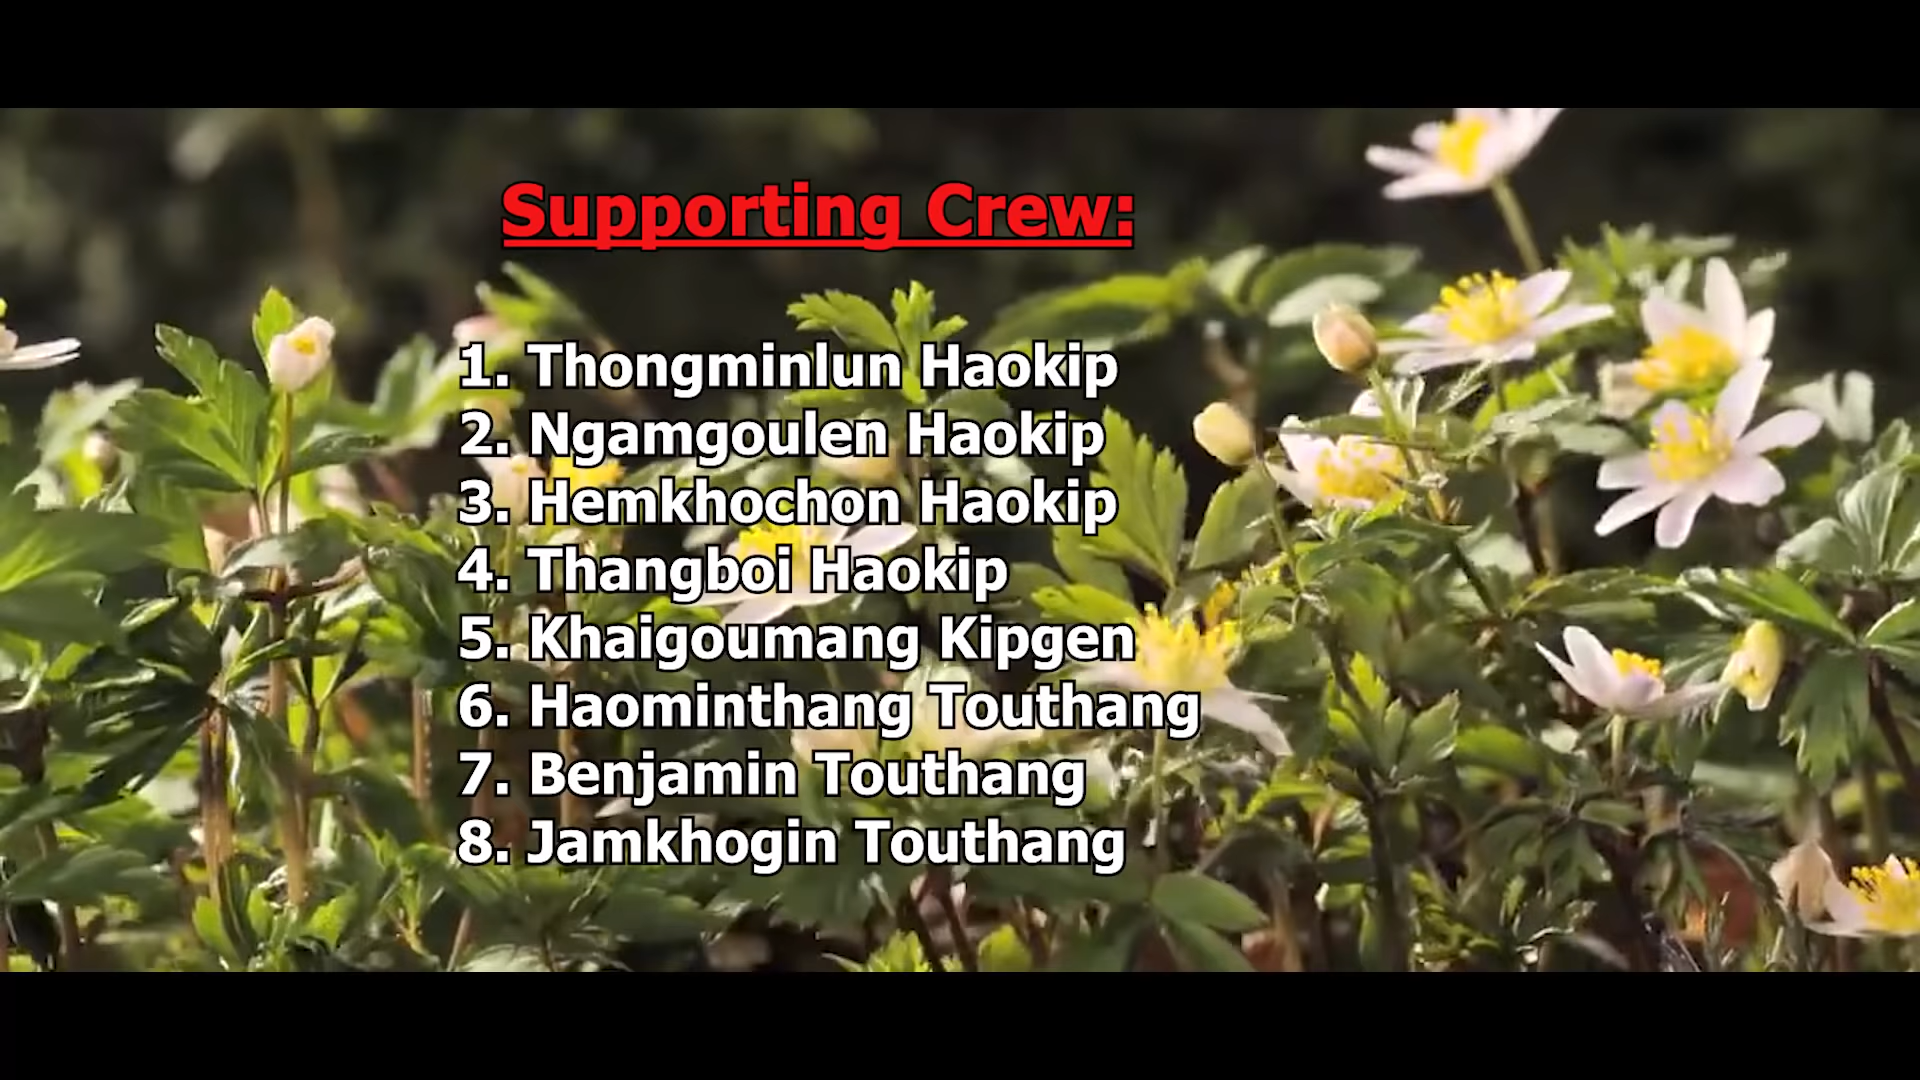 Supporting Crew:
1. Thongminlun Haokip
2. Ngamgoulen Haokip
3. Hemkhochon Haokip
4. Thangboi Haokip
5. Khaigoumang Kipgen
6. Haominthang Touthang
7. Benjamin Touthang
8. Jamkhogin Touthang